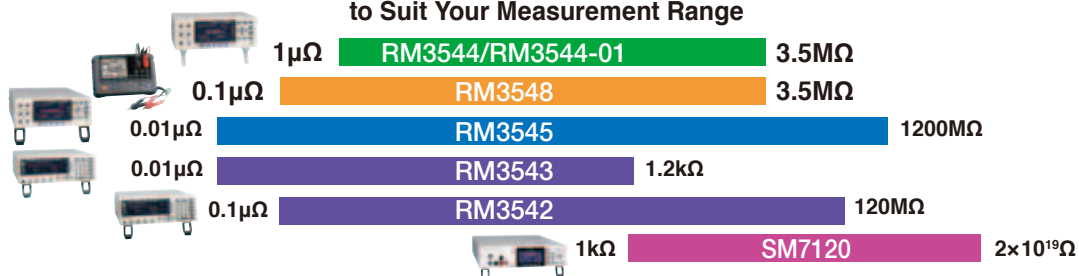 to Suit Your Measurement Range
1μΩ RM3544/RM3544-01 3.5MΩ
0.1μΩ RM3548 3.5MΩ
0.01μΩ RM3545 1200MΩ
0.01μΩ RM3543 1.2kΩ
0.1μΩ RM3542 120MΩ
1kΩ SM7120 2×10¹⁹Ω